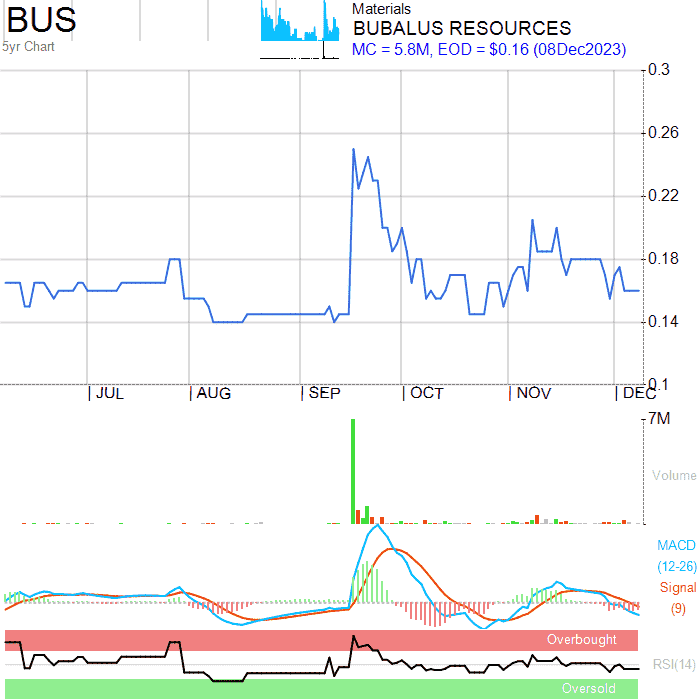 BUS
5yr Chart
Materials
BUBALUS RESOURCES
MC = 5.8M, EOD = $0.16 (08Dec2023)
0.3
0.26
0.22
0.18
0.14
0.1
JUL AUG SEP OCT NOV DEC
7M
Volume
MACD
(12-26)
Signal
(9)
Overbought
RSI(14)
Oversold